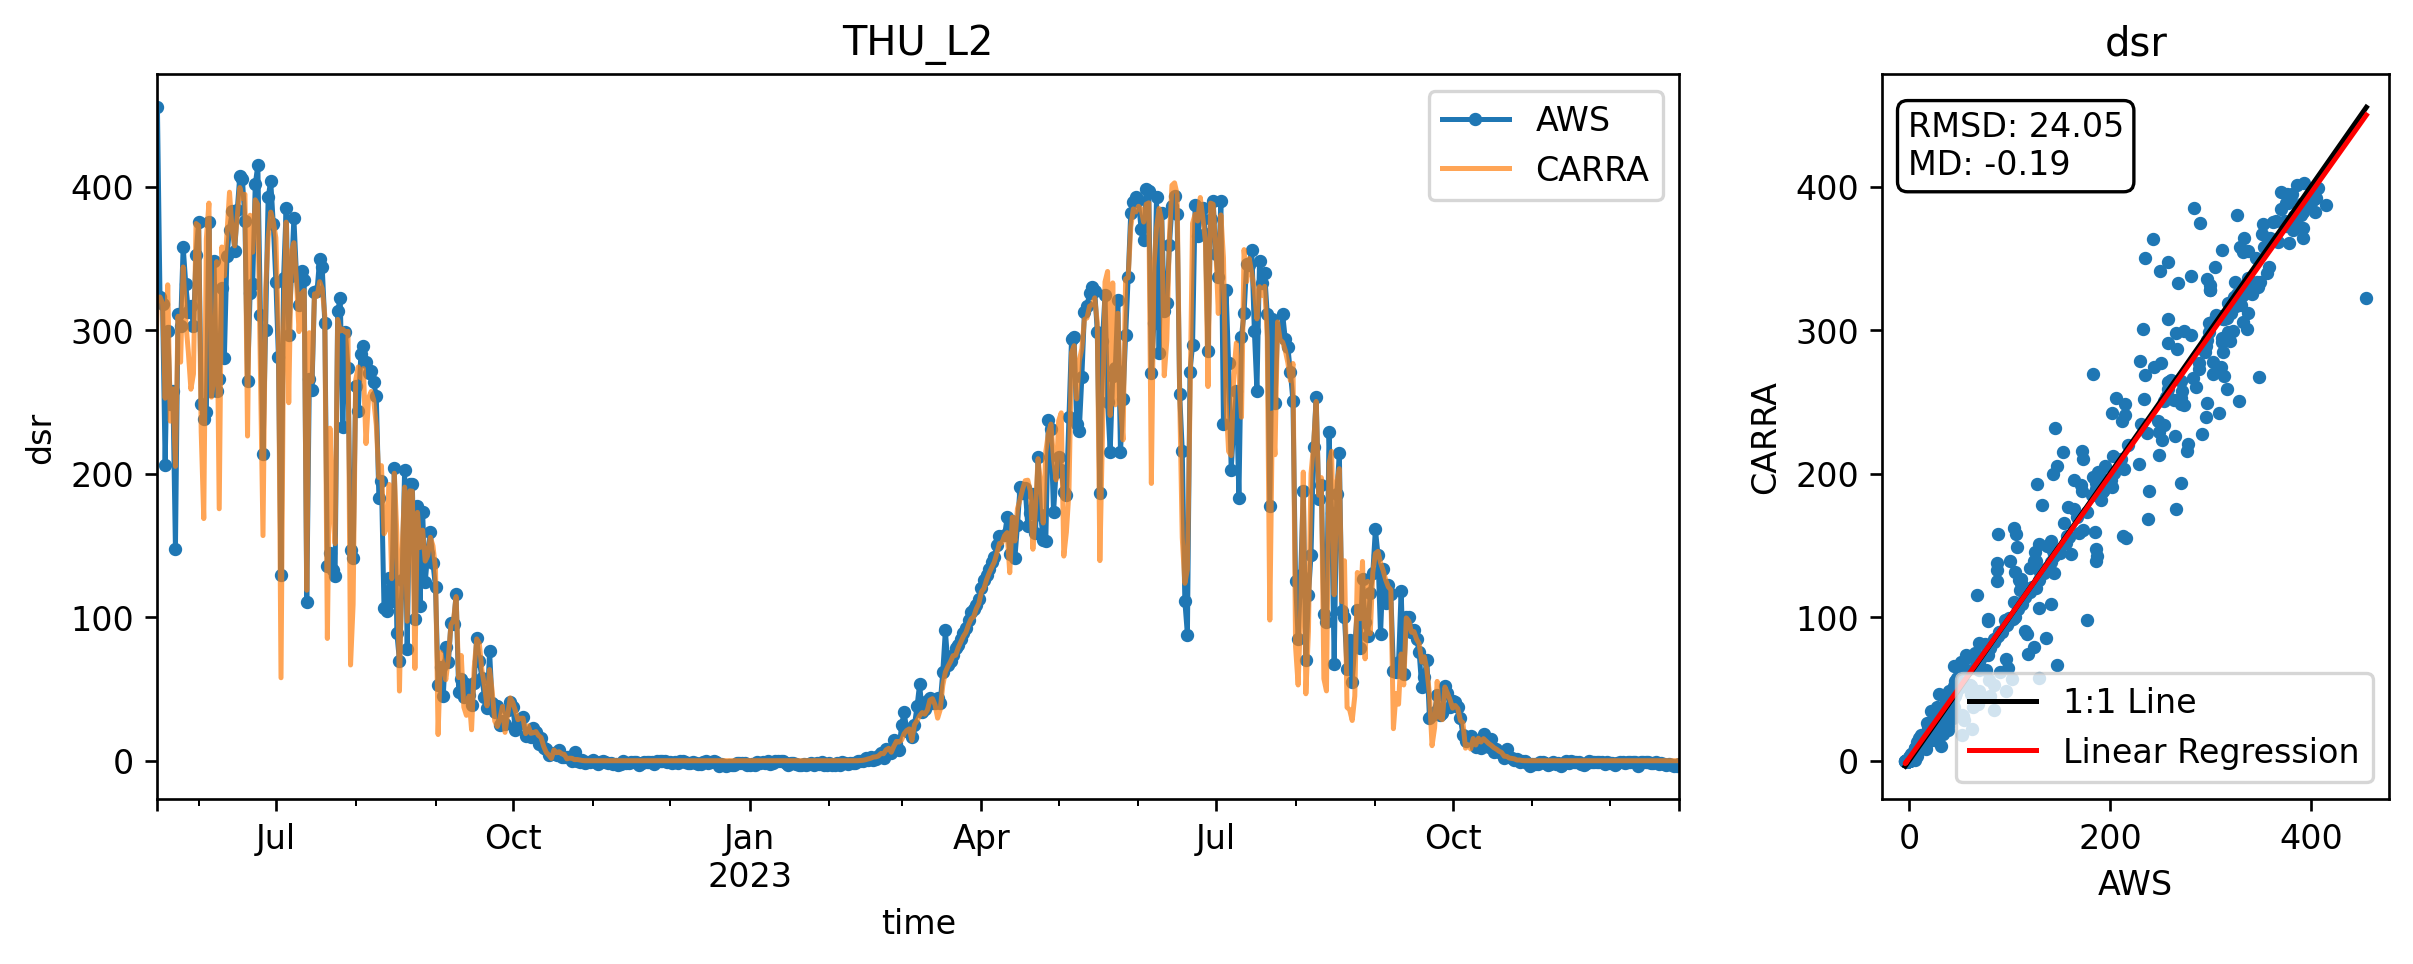 THU_L2
dsr
400
300
200
100
0
AWS
CARRA
Jul
Oct
Jan
2023
Apr
Jul
Oct
time
dsr
CARRA
400
300
200
100
0
RMSD: 24.05
MD: -0.19
1:1 Line
Linear Regression
0
200
400
AWS